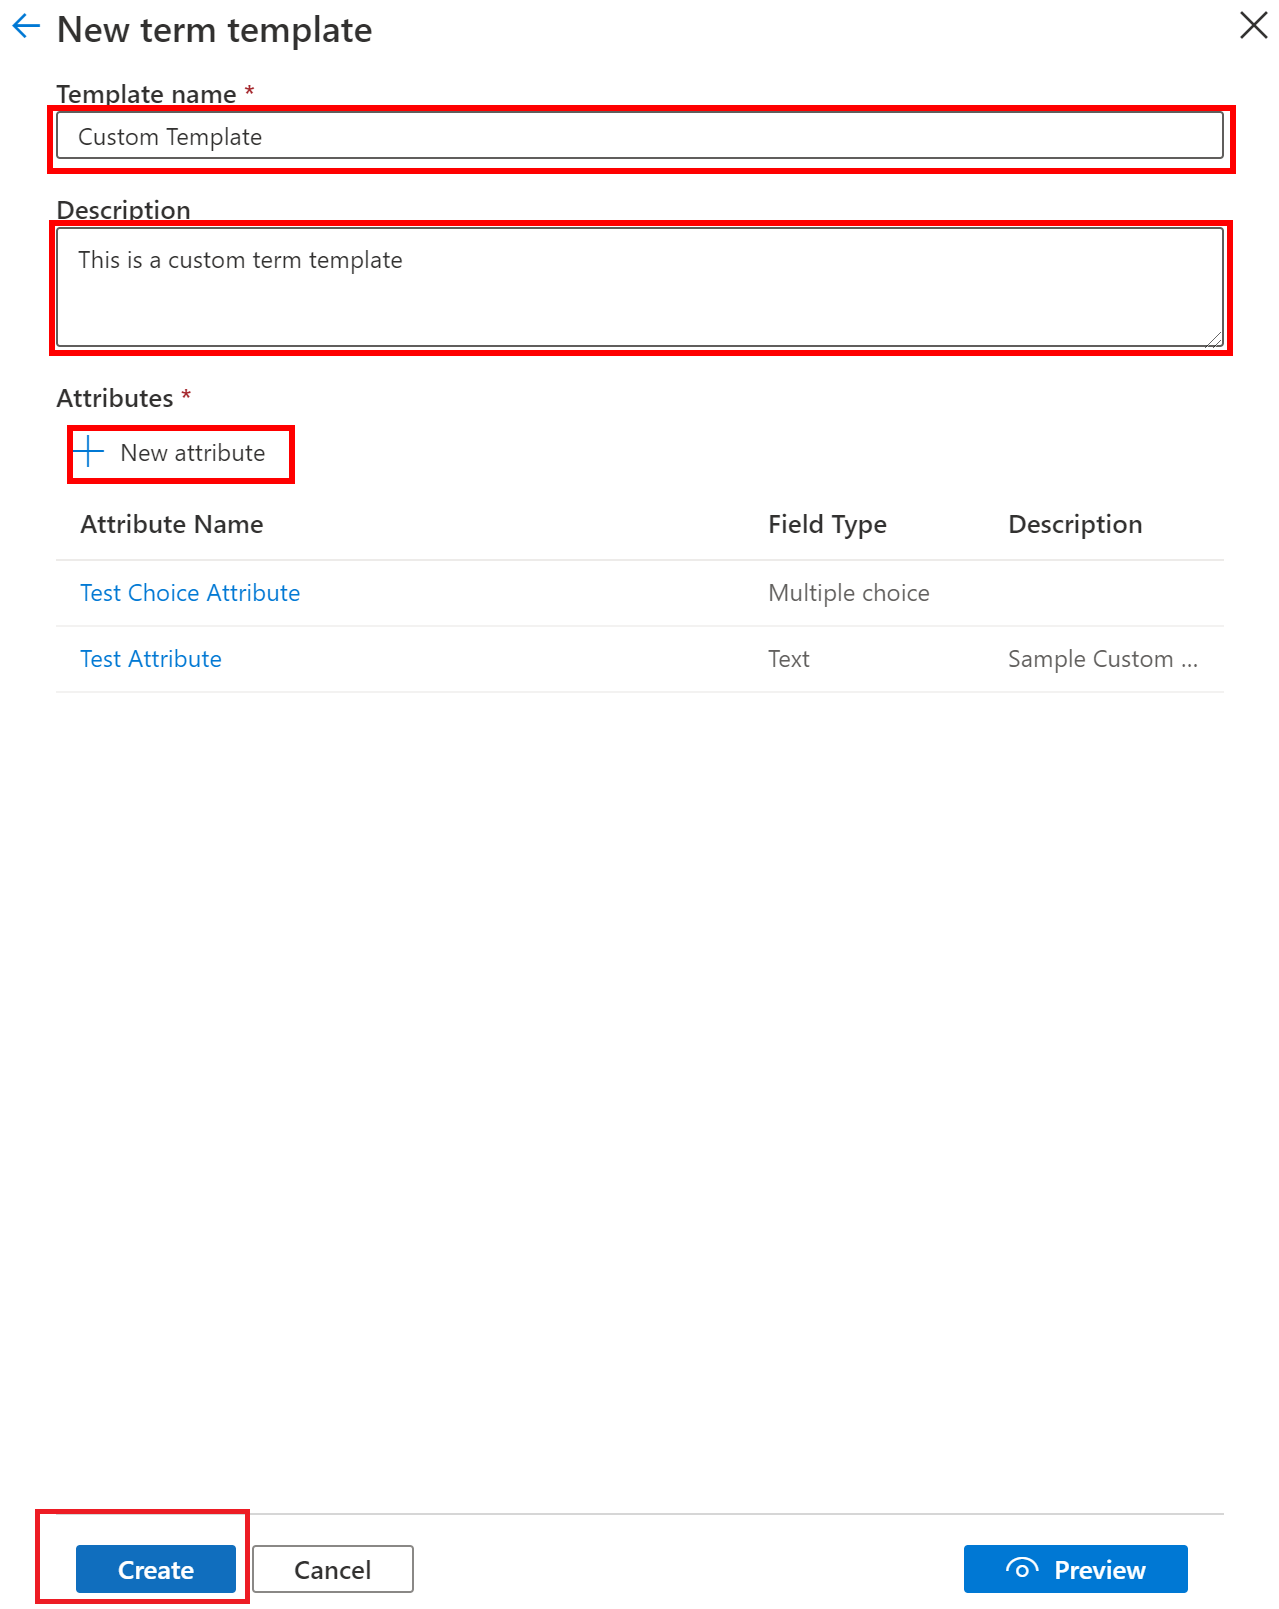 New term template
Template name *
Custom Template
Description
This is a custom term template
Attributes *
New attribute
Attribute Name Field Type Description
Test Choice Attribute Multiple choice
Test Attribute Text Sample Custom ...
Create Cancel Preview